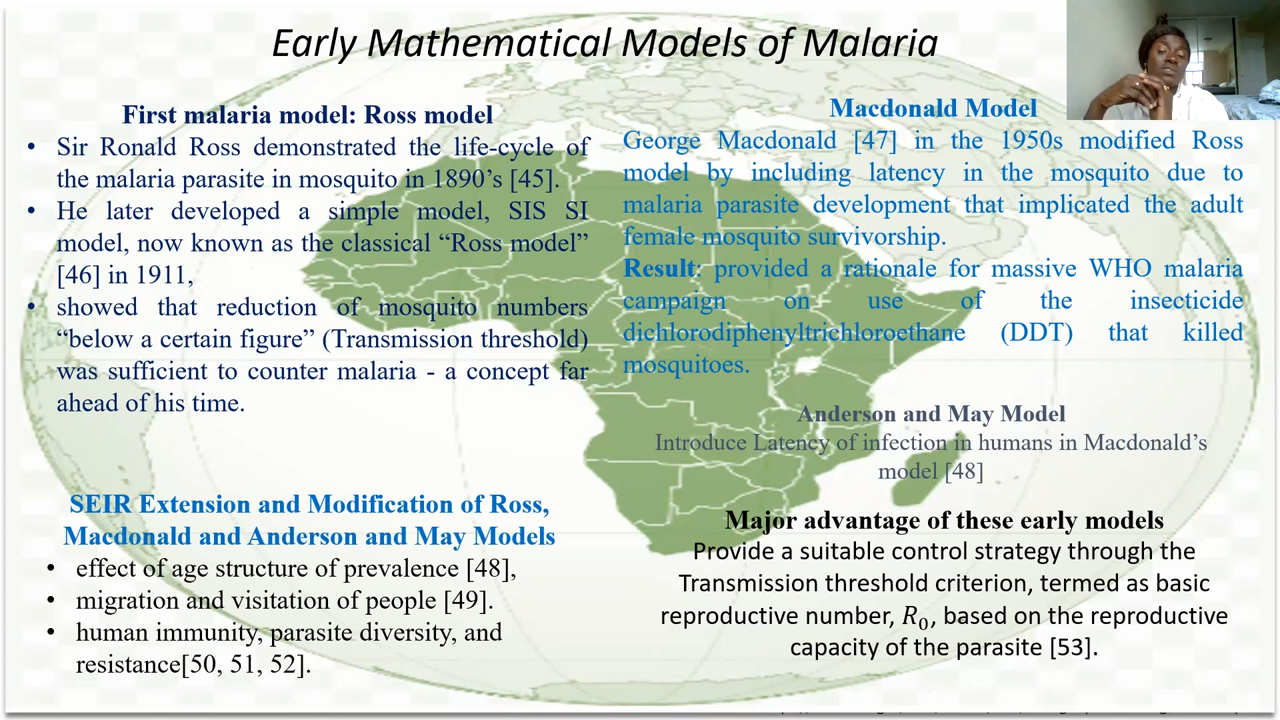 Early Mathematical Models of Malaria
First malaria model: Ross model
• Sir Ronald Ross demonstrated the life-cycle of
the malaria parasite in mosquito in 1890’s [45].
• He later developed a simple model, SIS SI
model, now known as the classical “Ross model”
[46] in 1911,
• showed that reduction of mosquito numbers
“below a certain figure” (Transmission threshold)
was sufficient to counter malaria - a concept far
ahead of his time.
SEIR Extension and Modification of Ross,
Macdonald and Anderson and May Models
• effect of age structure of prevalence [48],
• migration and visitation of people [49].
• human immunity, parasite diversity, and
resistance[50, 51, 52].
Macdonald Model
George Macdonald [47] in the 1950s modified Ross
model by including latency in the mosquito due to
malaria parasite development that implicated the adult
female mosquito survivorship.
Result: provided a rationale for massive WHO malaria
campaign on use of the insecticide
dichlorodiphenyltrichloroethane (DDT) that killed
mosquitoes.
Anderson and May Model
Introduce Latency of infection in humans in Macdonald’s
model [48]
Major advantage of these early models
Provide a suitable control strategy through the
Transmission threshold criterion, termed as basic
reproductive number, R₀, based on the reproductive
capacity of the parasite [53].